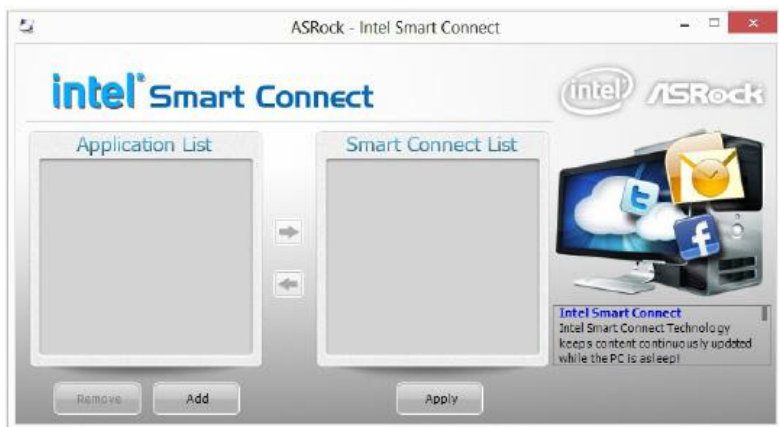 ASRock - Intel Smart Connect
intel Smart Connect
intel ASRock
Application List
Smart Connect List
Intel Smart Connect
Intel Smart Connect Technology
keeps content continuously updated
while the PC is asleep!
Remove Add Apply